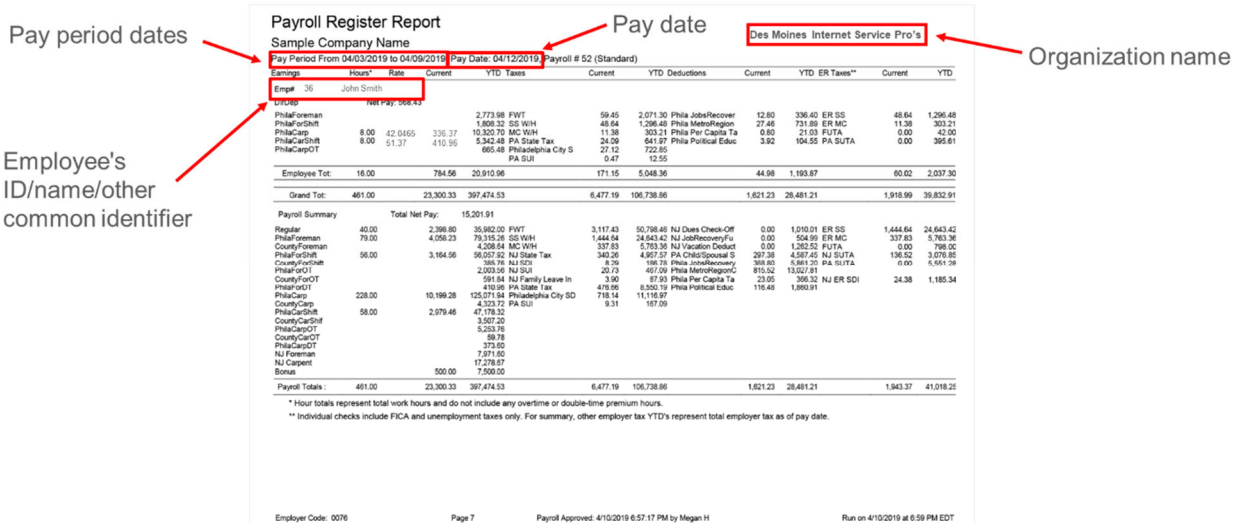 Pay period dates
Pay date
Organization name
Employee's
ID/name/other
common identifier
Payroll Register Report
Des Moines Internet Service Pro's
Sample Company Name
Pay Period From 04/03/2019 to 04/09/2019 Pay Date: 04/12/2019, Payroll # 52 (Standard)
Earnings Hours* Rate Current YTD Taxes Current YTD Deductions Current YTD ER Taxes** Current YTD
Emp# 36 John Smith
DirDep Net Pay: 568.43
PhilaForeman 2,773.98 FWT 59.45 2,071.30 Phila JobsRecover 12.80 336.40 ER SS 48.64 1,296.48
PhilaForShift 1,808.32 SS W/H 48.64 1,296.48 Phila MetroRegion 27.46 731.89 ER MC 11.38 303.21
PhilaCarp 8.00 42.0465 336.37 10,320.70 MC W/H 11.38 303.21 Phila Per Capita Ta 0.80 21.03 FUTA 0.00 42.00
PhilaCarShift 8.00 51.37 410.96 5,342.48 PA State Tax 24.09 641.97 Phila Political Educ 3.92 104.55 PA SUTA 0.00 395.61
PhilaCarpOT 665.48 Philadelphia City S 27.12 722.85
PA SUI 0.47 12.55
Employee Tot: 16.00 784.56 20,910.96 171.15 5,048.36 44.98 1,193.87 60.02 2,037.30
Grand Tot: 461.00 23,300.33 397,474.53 6,477.19 106,738.86 1,621.23 28,481.21 1,918.99 39,832.91
Payroll Summary Total Net Pay: 15,201.91
Regular 40.00 2,398.80 35,982.00 FWT 3,117.43 50,798.46 NJ Dues Check-Off 0.00 1,010.01 ER SS 1,444.64 24,643.42
PhilaForeman 79.00 4,058.23 79,315.26 SS W/H 1,444.64 24,643.42 NJ JobRecoveryFu 0.00 504.99 ER MC 337.83 5,763.36
CountyForeman 4,208.64 MC W/H 337.83 5,763.36 NJ Vacation Deduct 0.00 1,262.52 FUTA 0.00 798.00
PhilaForShift 56.00 3,164.56 56,057.92 NJ State Tax 340.26 4,957.57 PA Child/Spousal S 297.38 4,587.45 NJ SUTA 136.52 3,076.85
CountyForShift 385.76 NJ SDI 8.29 186.78 Phila JobsRecovery 368.80 5,861.20 PA SUTA 0.00 5,551.28
PhilaForOT 2,003.56 NJ SUI 20.73 467.09 Phila MetroRegionC 815.52 13,027.81
CountyForOT 591.84 NJ Family Leave In 3.90 87.93 Phila Per Capita Ta 23.05 366.32 NJ ER SDI 24.38 1,185.34
PhilaForDT 410.96 PA State Tax 476.66 8,550.19 Phila Political Educ 116.48 1,860.91
PhilaCarp 228.00 10,199.28 125,071.94 Philadelphia City SD 718.14 11,116.97
CountyCarp 4,323.72 PA SUI 9.31 167.09
PhilaCarShift 58.00 2,979.46 47,178.32
CountyCarShif 3,507.20
PhilaCarpOT 5,253.76
CountyCarOT 59.78
PhilaCarpDT 373.60
NJ Foreman 7,971.60
NJ Carpent 17,278.67
Bonus 500.00 7,500.00
Payroll Totals : 461.00 23,300.33 397,474.53 6,477.19 106,738.86 1,621.23 28,481.21 1,943.37 41,018.25
* Hour totals represent total work hours and do not include any overtime or double-time premium hours.
** Individual checks include FICA and unemployment taxes only. For summary, other employer tax YTD's represent total employer tax as of pay date.
Employer Code: 0076 Page 7 Payroll Approved: 4/10/2019 6:57:17 PM by Megan H Run on 4/10/2019 at 6:59 PM EDT